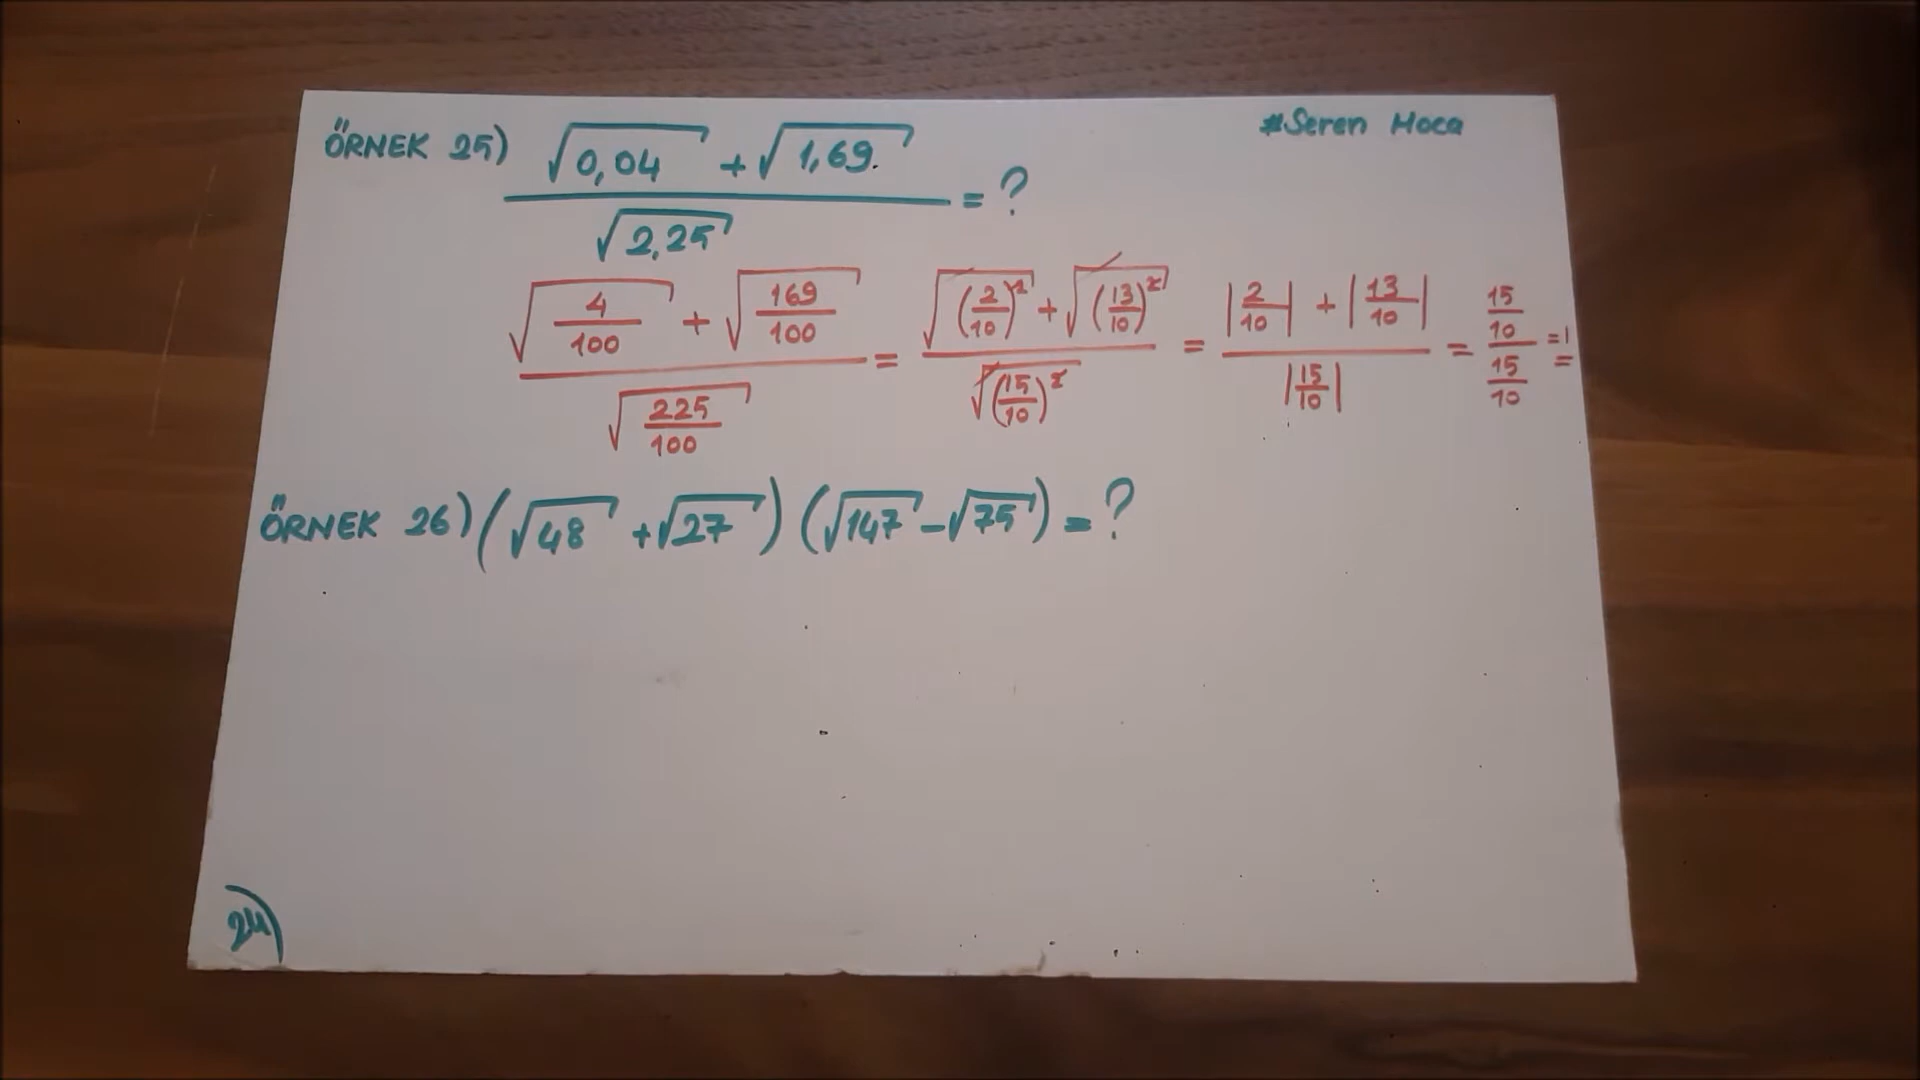 ÖRNEK 25) (√0,04 + √1,69) / √2,25 = ?
#Seren Hoca
(√(4/100) + √(169/100)) / √(225/100) = (√(2/10)² + √(13/10)²) / √(15/10)² = (|2/10| + |13/10|) / |15/10| = (15/10) / (15/10) = 1
ÖRNEK 26) (√48 + √27) (√147 - √75) = ?
24